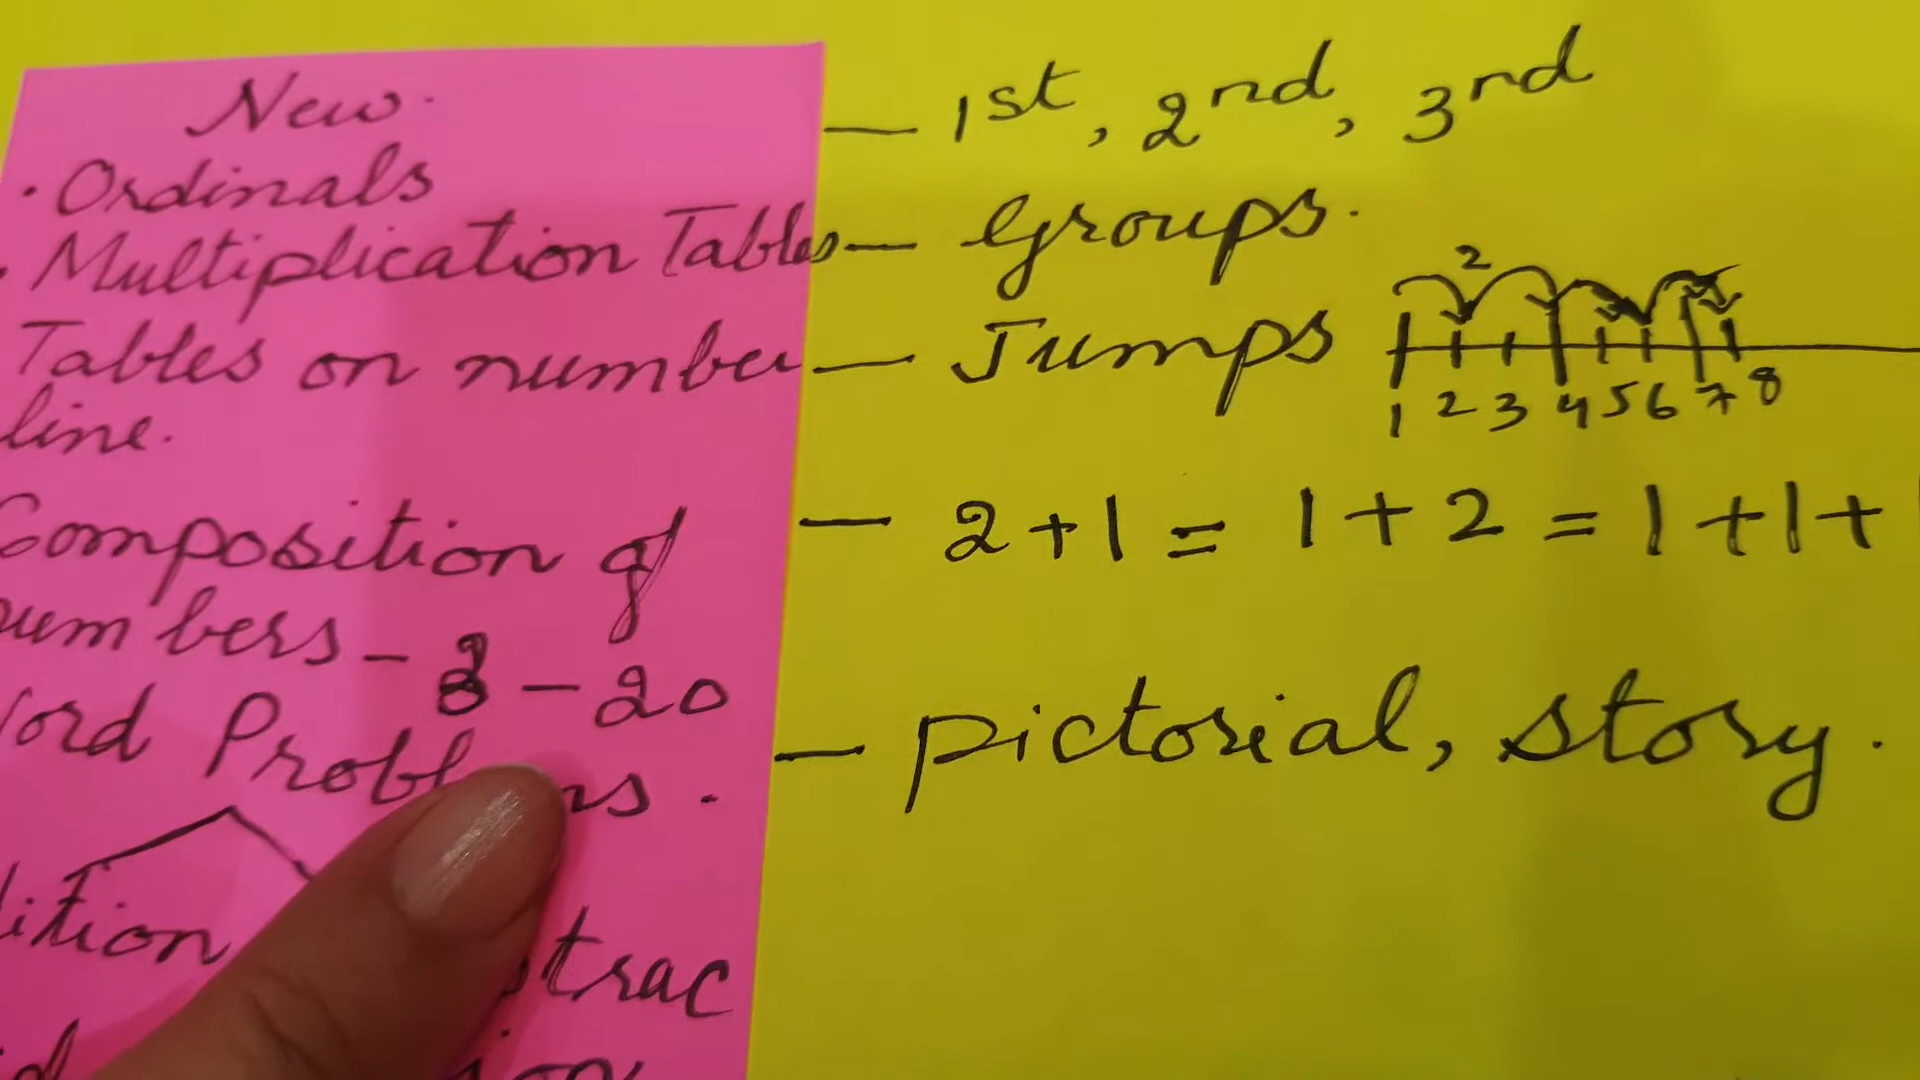 New.
· Ordinals — 1st, 2nd, 3rd
· Multiplication Tables — Groups.
Tables on number — Jumps
line.
2
1 2 3 4 5 6 7 8
Composition of — 2+1 = 1+2 = 1+1+
numbers – 3 – 20
Word Problems. — pictorial, story.